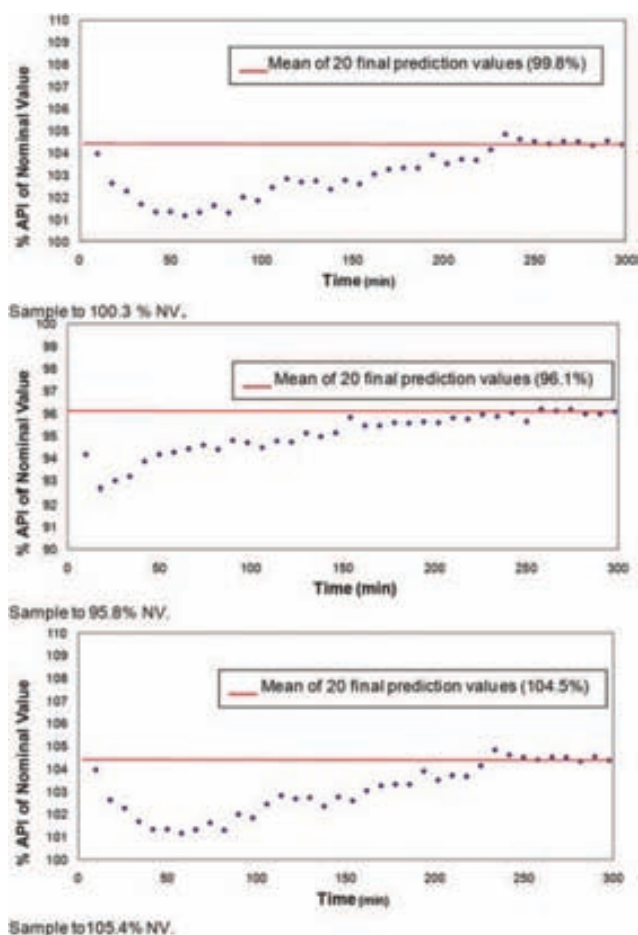 110
109
108
107
106
105
104
103
102
101
100
% API of Nominal Value
Mean of 20 final prediction values (99.8%)
0 50 100 150 200 250 300
Time (min)
Sample to 100.3 % NV.
100
99
98
97
96
95
94
93
92
91
90
% API of Nominal Value
Mean of 20 final prediction values (96.1%)
0 50 100 150 200 250 300
Time (min)
Sample to 95.8% NV.
110
109
108
107
106
105
104
103
102
101
100
% API of Nominal Value
Mean of 20 final prediction values (104.5%)
0 50 100 150 200 250 300
Time (min)
Sample to105.4% NV.